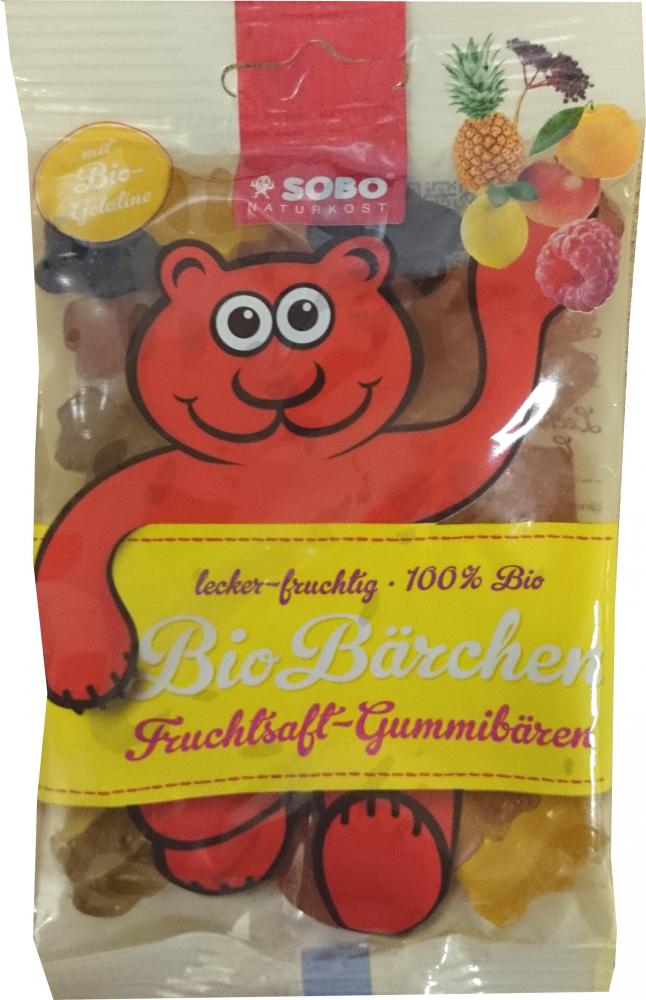 mit
Bio-
Gelatine
SOBO®
NATURKOST
lecker-fruchtig · 100% Bio
BioBärchen
Fruchtsaft-Gummibären